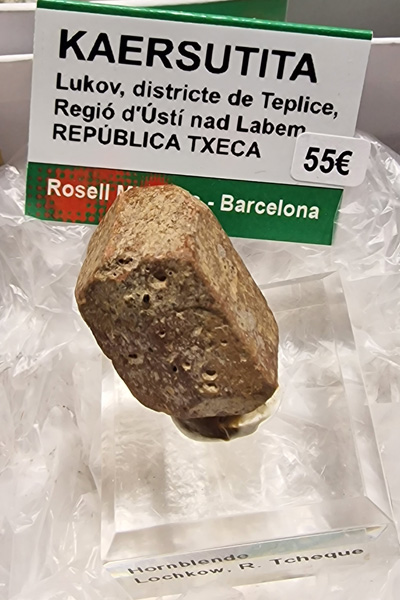 KAERSUTITA
Lukov, districte de Teplice,
Regió d'Ústí nad Labem
REPÚBLICA TXECA
55€
Rosell - Barcelona
Hornblende
Lochkow, R. Tcheque